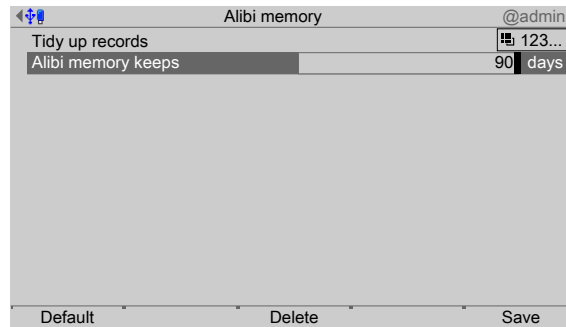 Alibi memory @admin
Tidy up records 123...
Alibi memory keeps 90 days
Default Delete Save